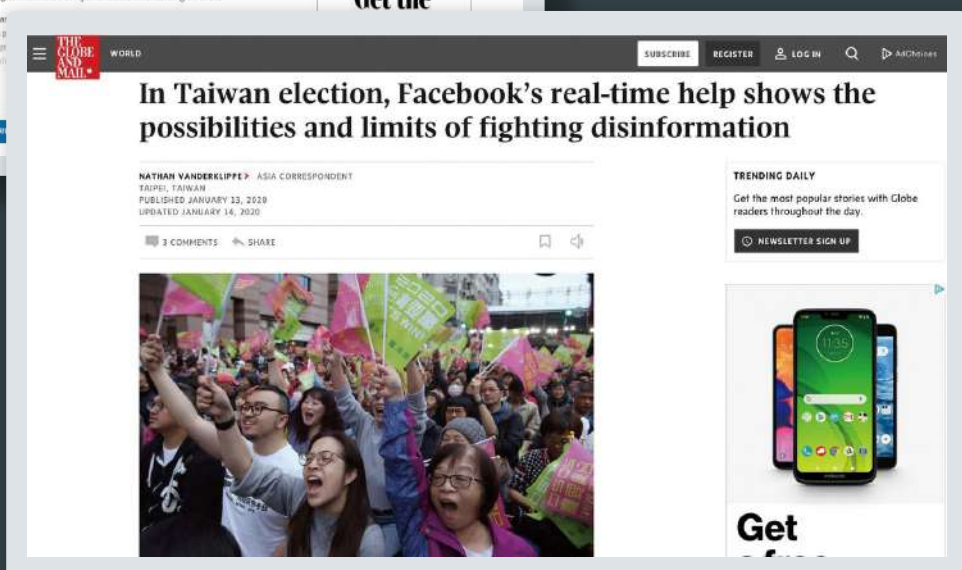 Get the
THE
GLOBE
AND
MAIL
WORLD
SUBSCRIBE
REGISTER
LOG IN
AdChoices
In Taiwan election, Facebook's real-time help shows the
possibilities and limits of fighting disinformation
NATHAN VANDERKLIPPE > ASIA CORRESPONDENT
TAIPEI, TAIWAN
PUBLISHED JANUARY 13, 2020
UPDATED JANUARY 14, 2020
3 COMMENTS
SHARE
TRENDING DAILY
Get the most popular stories with Globe
readers throughout the day.
NEWSLETTER SIGN UP
2020
11:35
Get